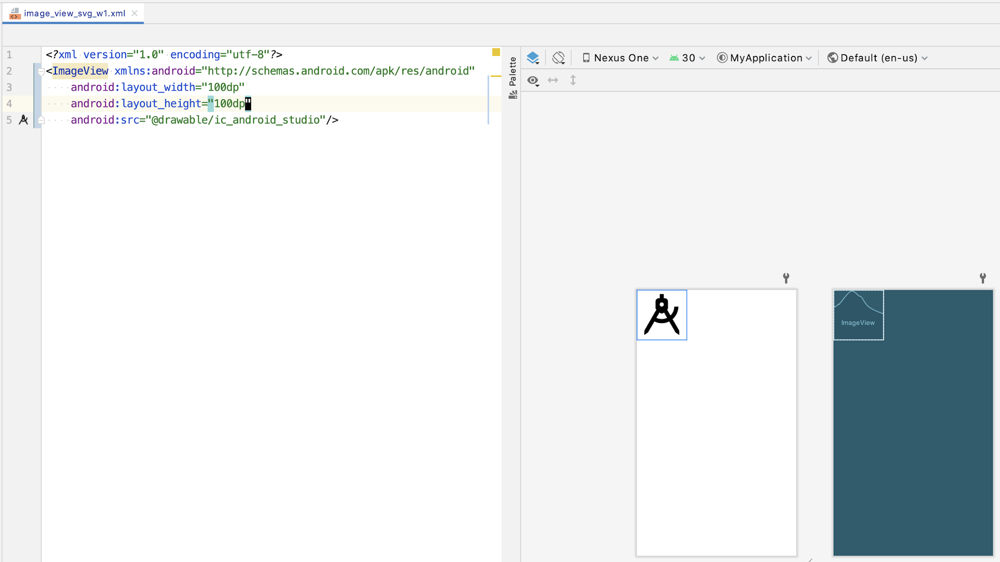 image_view_svg_w1.xml
1 <?xml version="1.0" encoding="utf-8"?>
2 <ImageView xmlns:android="http://schemas.android.com/apk/res/android"
3 android:layout_width="100dp"
4 android:layout_height="100dp"
5 android:src="@drawable/ic_android_studio"/>
Palette
Nexus One 30 MyApplication Default (en-us)
ImageView